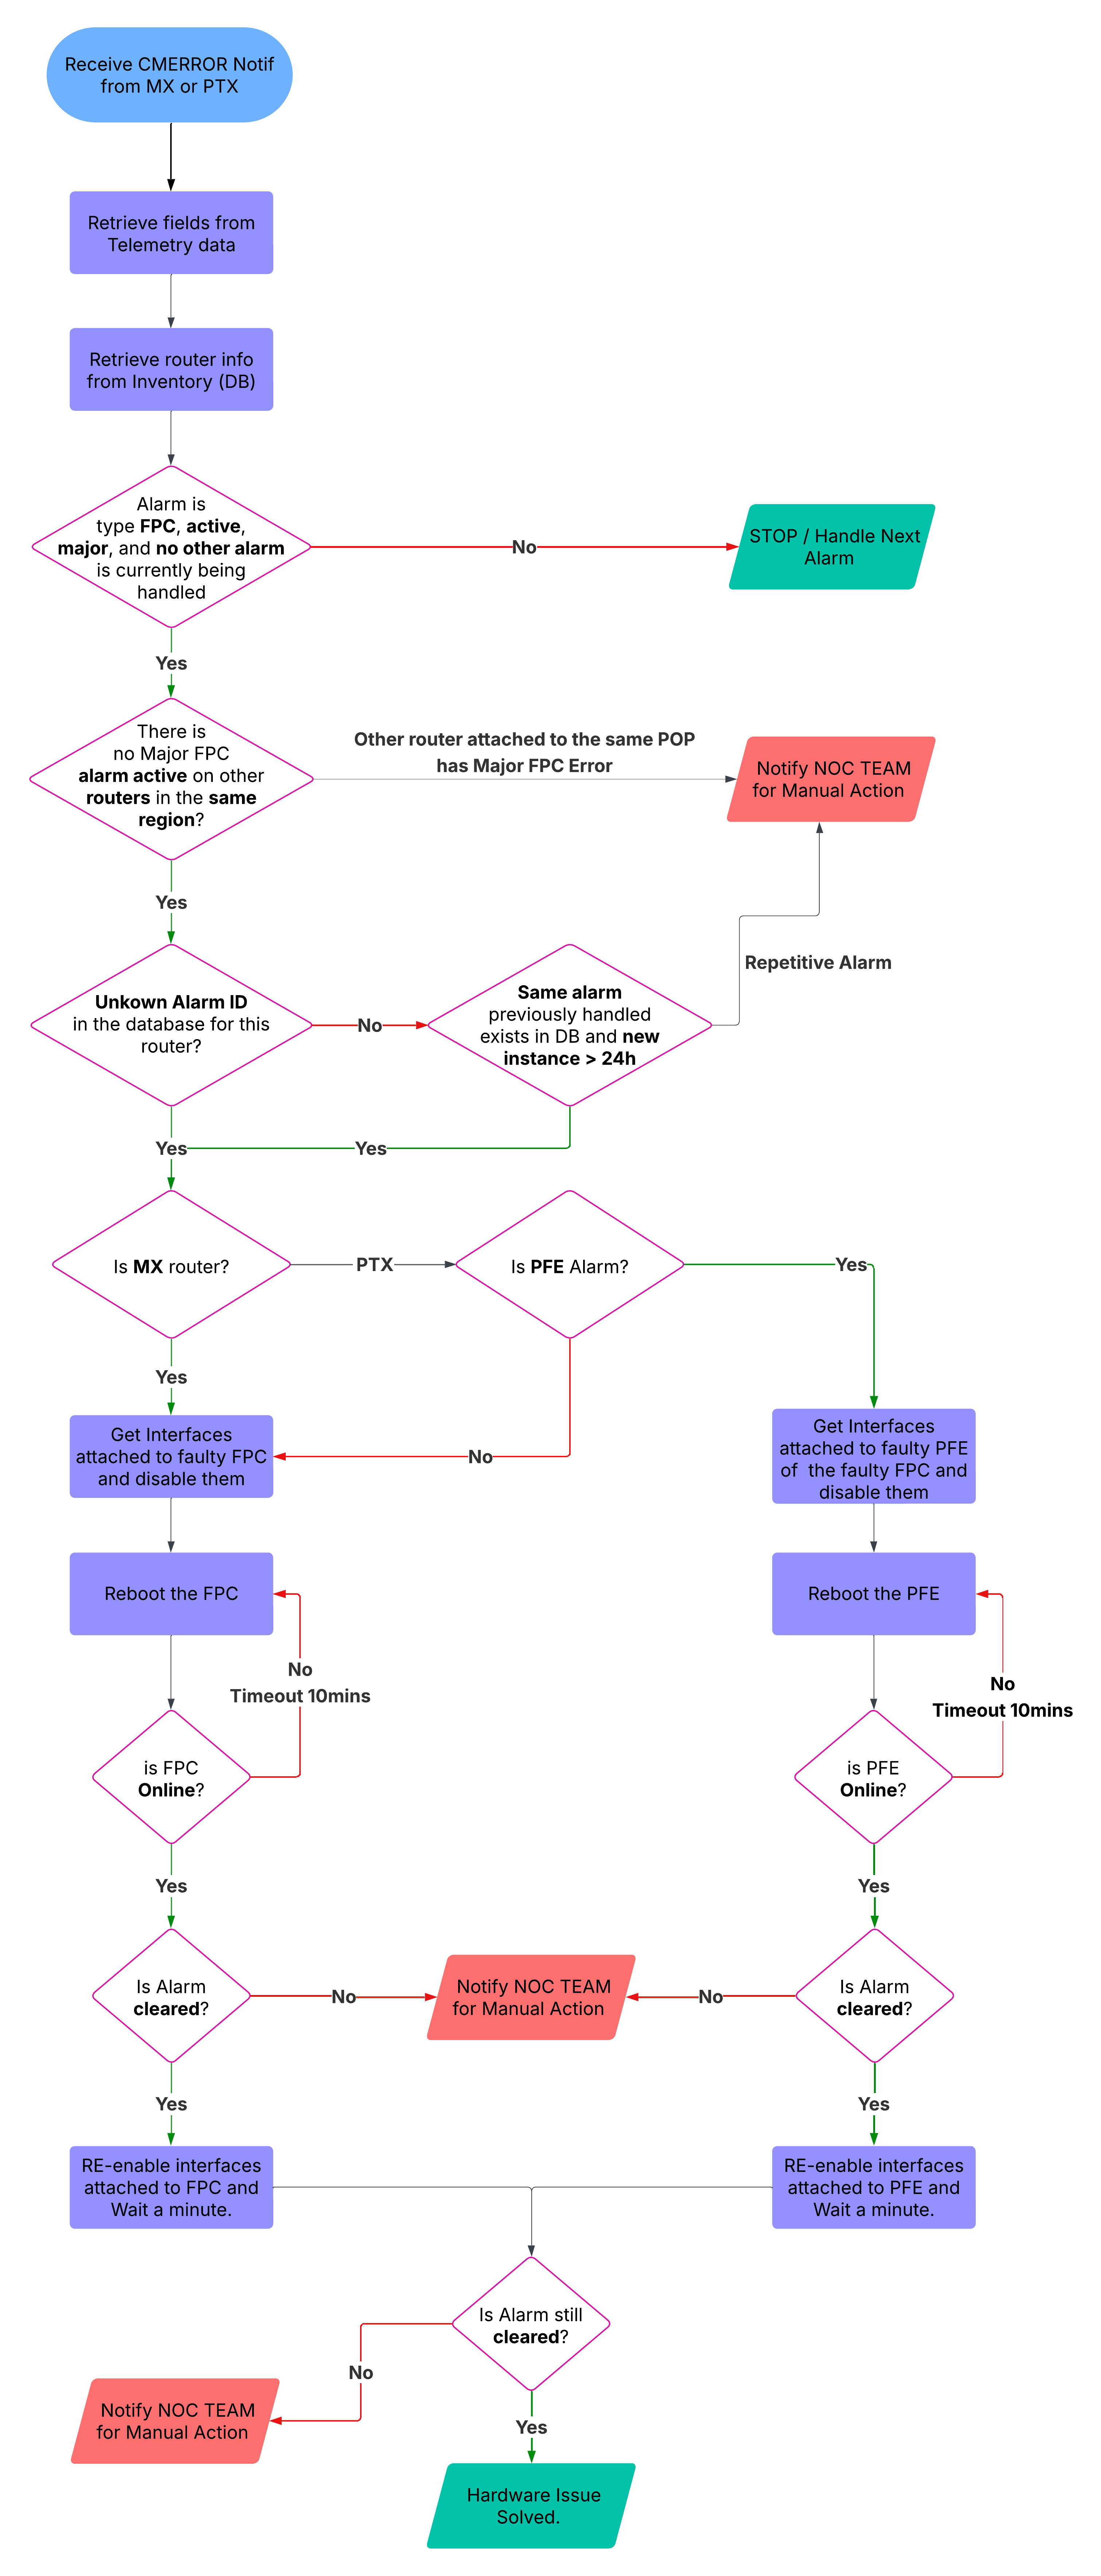 Receive CMERROR Notif
from MX or PTX
Retrieve fields from
Telemetry data
Retrieve router info
from Inventory (DB)
Alarm is
type FPC, active,
major, and no other alarm
is currently being
handled
No
STOP / Handle Next
Alarm
Yes
There is
no Major FPC
alarm active on other
routers in the same
region?
Other router attached to the same POP
has Major FPC Error
Notify NOC TEAM
for Manual Action
Yes
Unkown Alarm ID
in the database for this
router?
No
Same alarm
previously handled
exists in DB and new
instance > 24h
Repetitive Alarm
Yes
Yes
Is MX router?
PTX
Is PFE Alarm?
Yes
Yes
Get Interfaces
attached to faulty FPC
and disable them
No
Get Interfaces
attached to faulty PFE
of the faulty FPC and
disable them
Reboot the FPC
Reboot the PFE
No
Timeout 10mins
No
Timeout 10mins
is FPC
Online?
is PFE
Online?
Yes
Yes
Is Alarm
cleared?
No
Notify NOC TEAM
for Manual Action
No
Is Alarm
cleared?
Yes
Yes
RE-enable interfaces
attached to FPC and
Wait a minute.
RE-enable interfaces
attached to PFE and
Wait a minute.
Is Alarm still
cleared?
No
Notify NOC TEAM
for Manual Action
Yes
Hardware Issue
Solved.